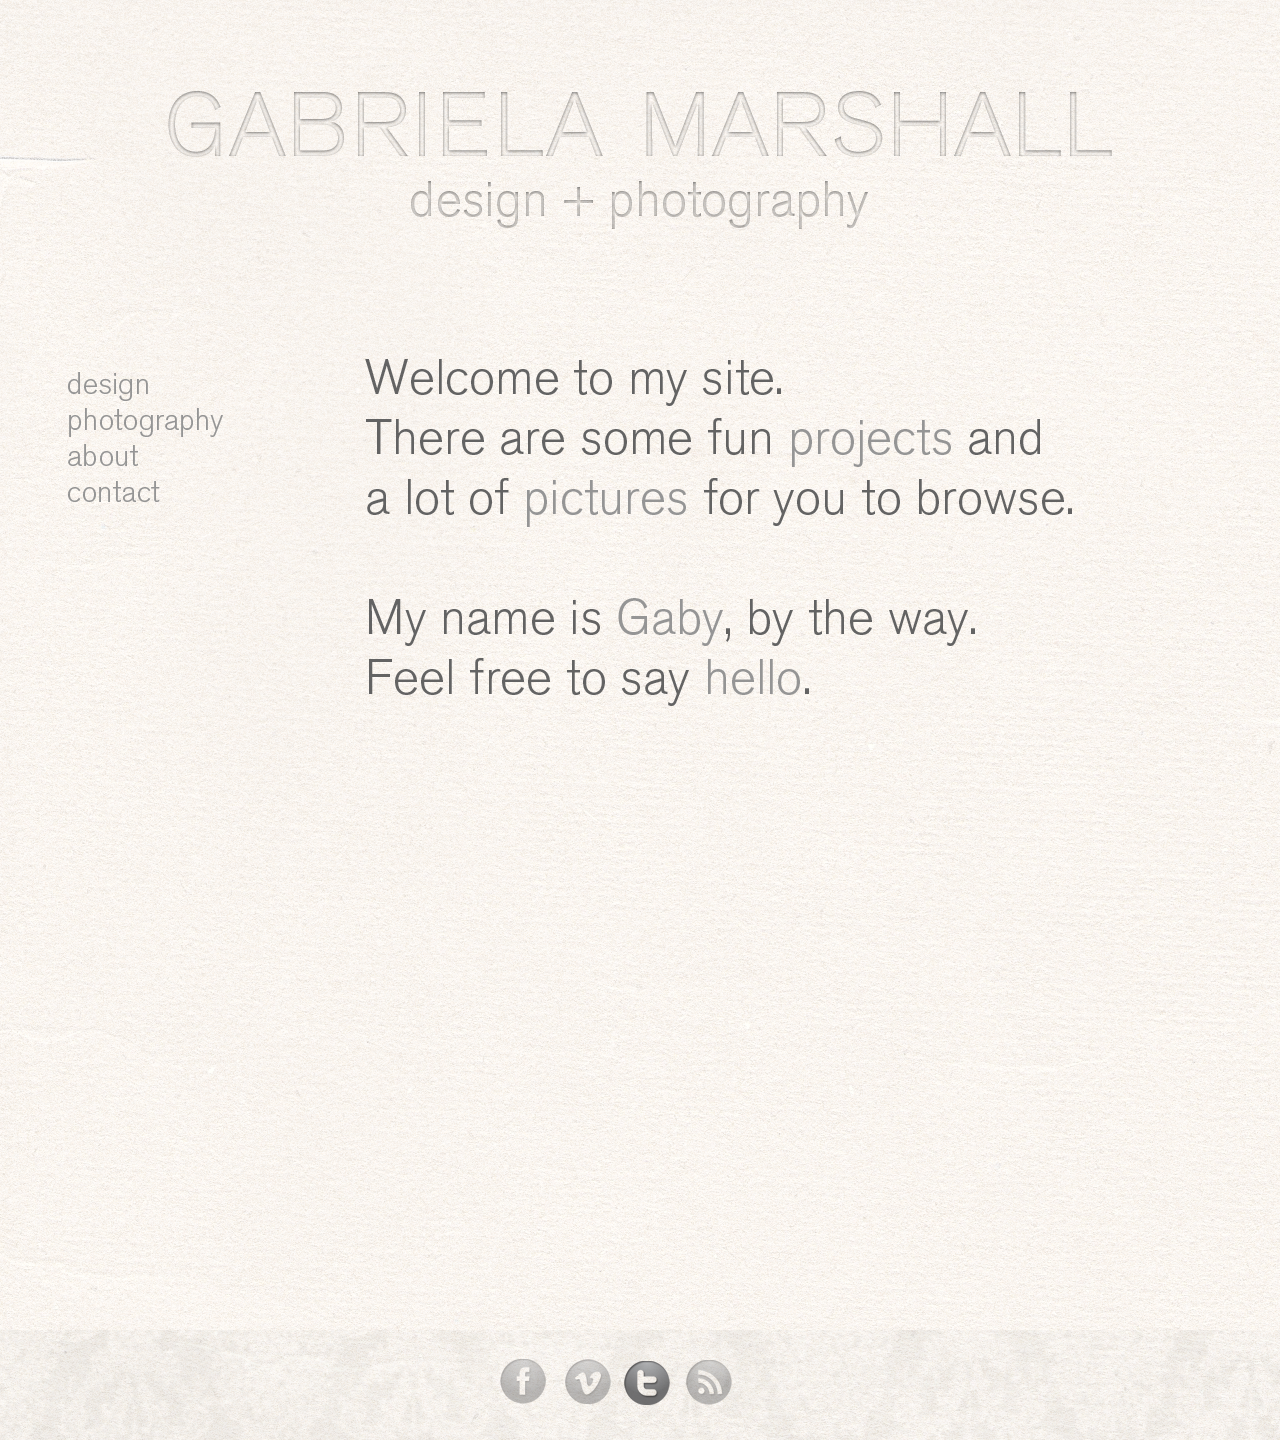 GABRIELA MARSHALL
design + photography
design
photography
about
contact
Welcome to my site.
There are some fun projects and
a lot of pictures for you to browse.
My name is Gaby, by the way.
Feel free to say hello.